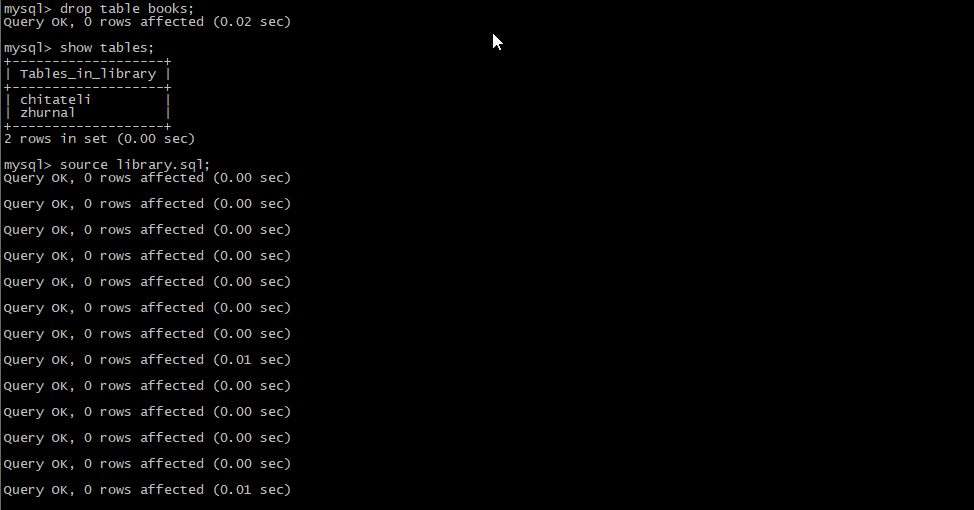 mysql> drop table books;
Query OK, 0 rows affected (0.02 sec)
mysql> show tables;
+-------------------+
| Tables_in_library |
+-------------------+
| chitateli         |
| zhurnal           |
+-------------------+
2 rows in set (0.00 sec)
mysql> source library.sql;
Query OK, 0 rows affected (0.00 sec)
Query OK, 0 rows affected (0.00 sec)
Query OK, 0 rows affected (0.00 sec)
Query OK, 0 rows affected (0.00 sec)
Query OK, 0 rows affected (0.00 sec)
Query OK, 0 rows affected (0.00 sec)
Query OK, 0 rows affected (0.00 sec)
Query OK, 0 rows affected (0.01 sec)
Query OK, 0 rows affected (0.00 sec)
Query OK, 0 rows affected (0.00 sec)
Query OK, 0 rows affected (0.00 sec)
Query OK, 0 rows affected (0.00 sec)
Query OK, 0 rows affected (0.01 sec)